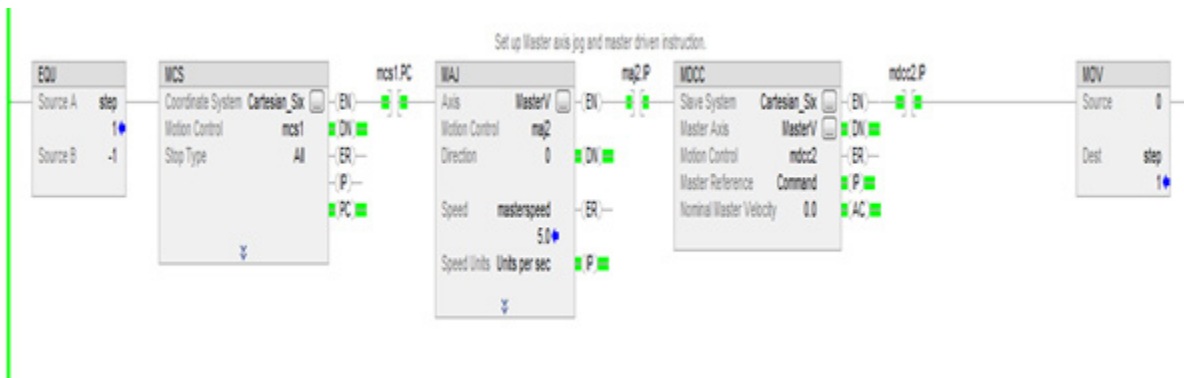 Set up Master axis jog and master driven instruction.
EQU
Source A step
1
Source B -1
MCS
Coordinate System Cartesian_Six ...
Motion Control mcs1
Stop Type All
(EN)
(DN)
(ER)
(IP)
(PC)
mcs1.PC
MAJ
Axis MasterV ...
Motion Control maj2
Direction 0
Speed masterspeed
5.0
Speed Units Units per sec
(EN)
(DN)
(ER)
(IP)
maj2.IP
MDCC
Slave System Cartesian_Six ...
Master Axis MasterV ...
Motion Control mdcc2
Master Reference Command
Nominal Master Velocity 0.0
(EN)
(DN)
(ER)
(IP)
(AC)
mdcc2.IP
MOV
Source 0
Dest step
1